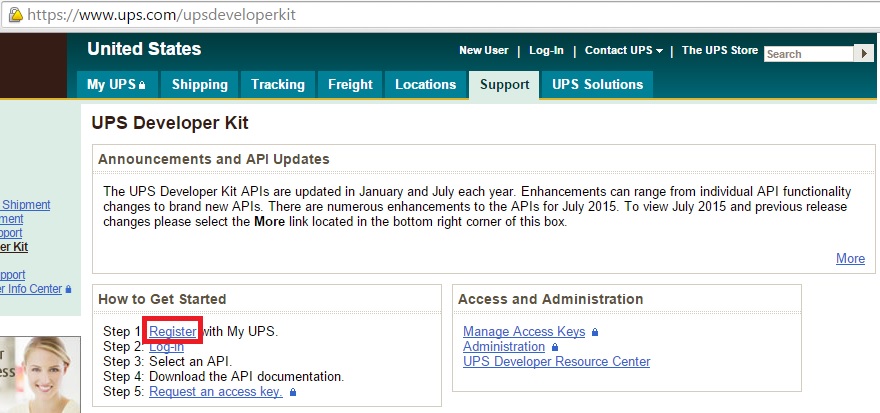 https://www.ups.com/upsdeveloperkit
United States
New User | Log-In | Contact UPS | The UPS Store
Search
My UPS
Shipping
Tracking
Freight
Locations
Support
UPS Solutions
UPS Developer Kit
Announcements and API Updates
The UPS Developer Kit APIs are updated in January and July each year. Enhancements can range from individual API functionality
changes to brand new APIs. There are numerous enhancements to the APIs for July 2015. To view July 2015 and previous release
changes please select the More link located in the bottom right corner of this box.
More
Shipment
ment
pport
er Kit
pport
r Info Center
How to Get Started
Step 1: Register with My UPS.
Step 2: Log-in
Step 3: Select an API.
Step 4: Download the API documentation.
Step 5: Request an access key.
Access and Administration
Manage Access Keys
Administration
UPS Developer Resource Center
r
ess